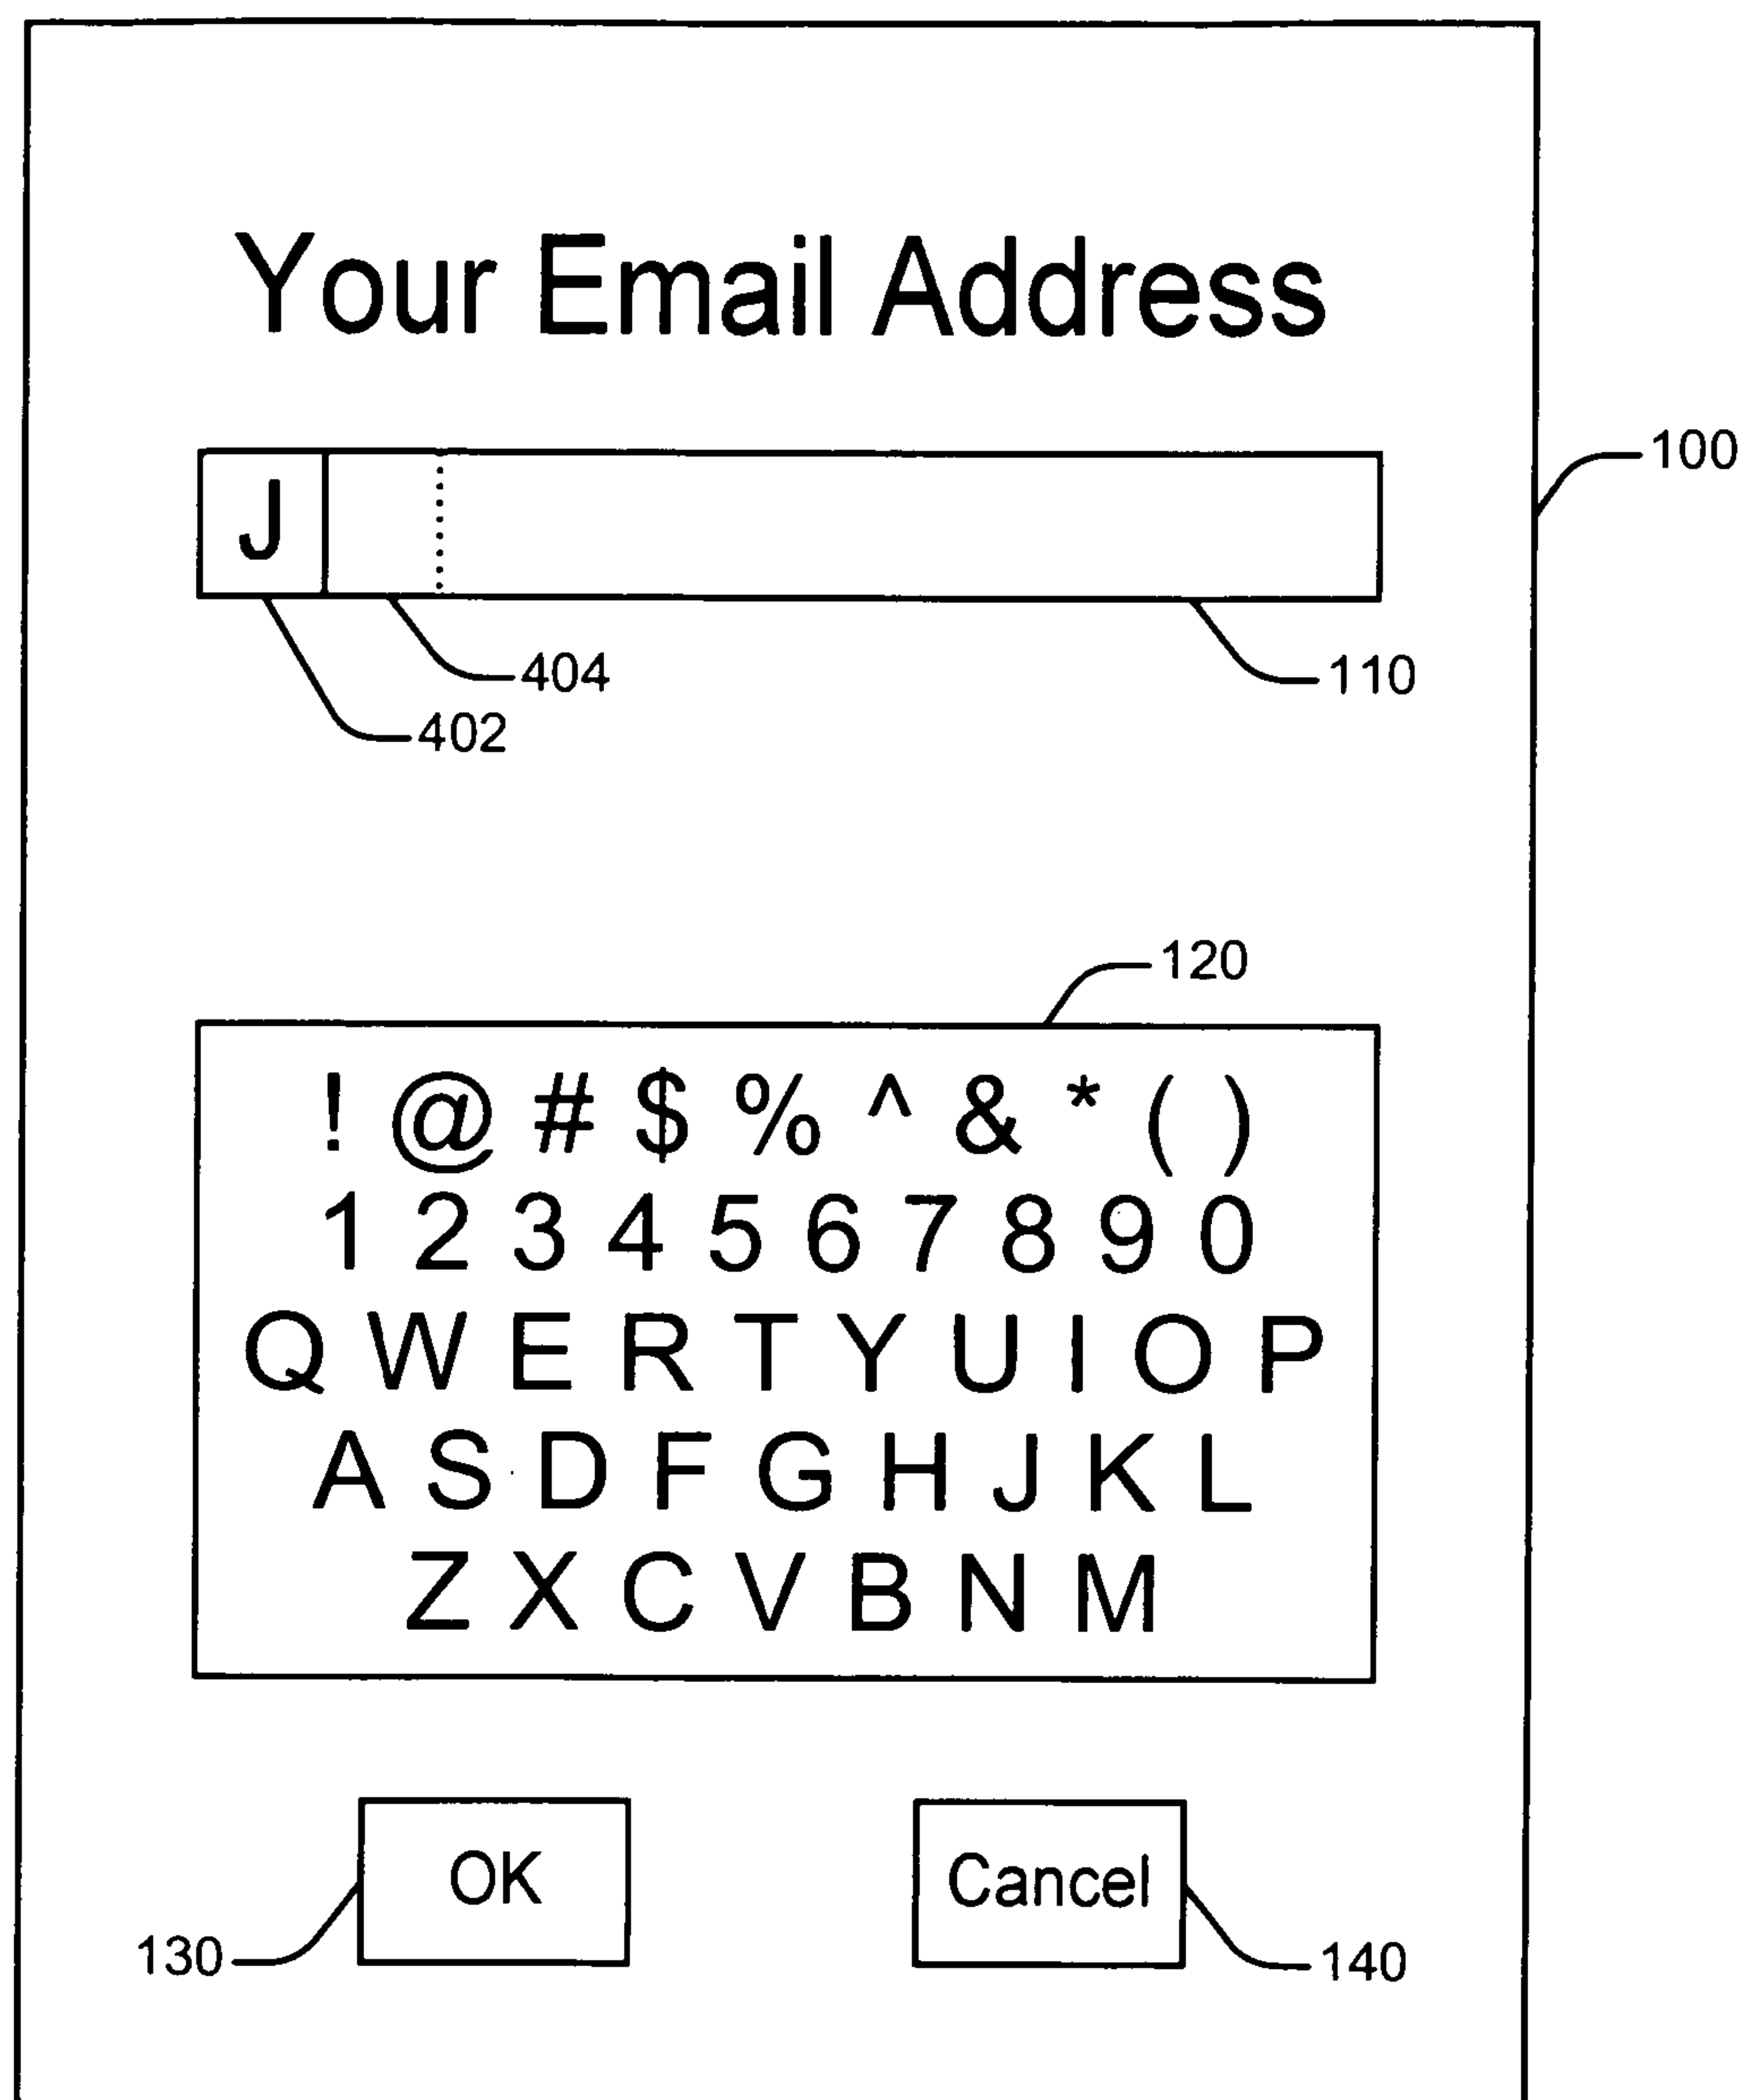 Your Email Address
100
J
404
110
402
120
! @ # $ % ^ & * ( )
1 2 3 4 5 6 7 8 9 0
Q W E R T Y U I O P
A S D F G H J K L
Z X C V B N M
OK Cancel
130
140